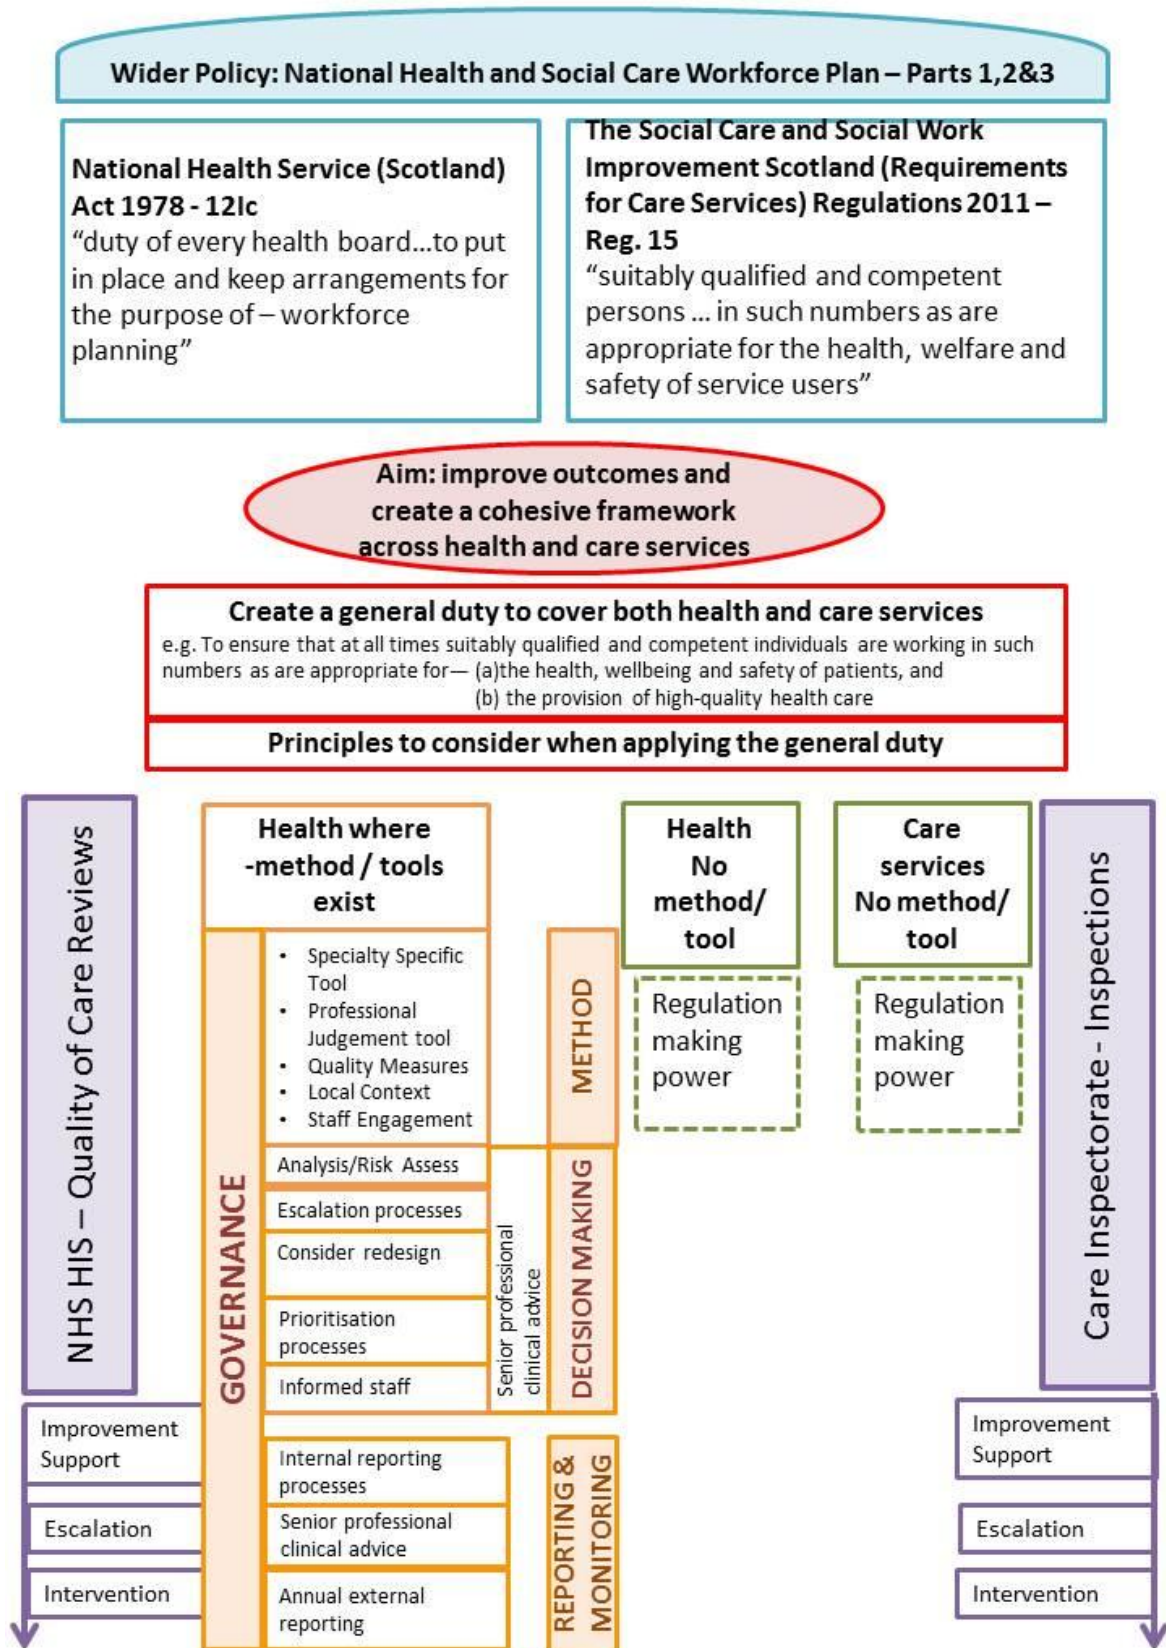 Wider Policy: National Health and Social Care Workforce Plan – Parts 1,2&3
National Health Service (Scotland)
Act 1978 - 12Ic
“duty of every health board...to put
in place and keep arrangements for
the purpose of – workforce
planning”
The Social Care and Social Work
Improvement Scotland (Requirements
for Care Services) Regulations 2011 –
Reg. 15
“suitably qualified and competent
persons ... in such numbers as are
appropriate for the health, welfare and
safety of service users”
Aim: improve outcomes and
create a cohesive framework
across health and care services
Create a general duty to cover both health and care services
e.g. To ensure that at all times suitably qualified and competent individuals are working in such
numbers as are appropriate for— (a)the health, wellbeing and safety of patients, and
(b) the provision of high-quality health care
Principles to consider when applying the general duty
NHS HIS – Quality of Care Reviews
Improvement
Support
Escalation
Intervention
Health where
-method / tools
exist
GOVERNANCE
• Specialty Specific
Tool
• Professional
Judgement tool
• Quality Measures
• Local Context
• Staff Engagement
METHOD
Analysis/Risk Assess
Escalation processes
Consider redesign
Prioritisation
processes
Informed staff
Senior professional
clinical advice
DECISION MAKING
Internal reporting
processes
Senior professional
clinical advice
Annual external
reporting
REPORTING &
MONITORING
Health
No
method/
tool
Regulation
making
power
Care
services
No method/
tool
Regulation
making
power
Care Inspectorate - Inspections
Improvement
Support
Escalation
Intervention